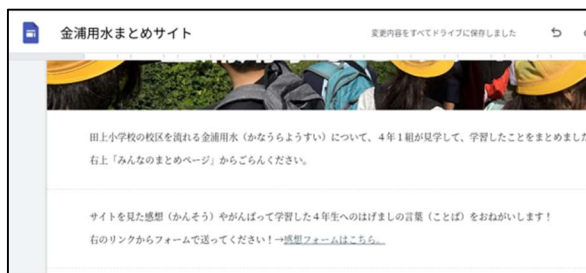 金浦用水まとめサイト
変更内容をすべてドライブに保存しました
田上小学校の校区を流れる金浦用水（かなうらようすい）について、４年１組が見学して、学習したことをまとめました
右上「みんなのまとめページ」からごらんください。
サイトを見た感想（かんそう）やがんばって学習した４年生へのはげましの言葉（ことば）をおねがいします！
右のリンクからフォームで送ってください！→感想フォームはこちら。